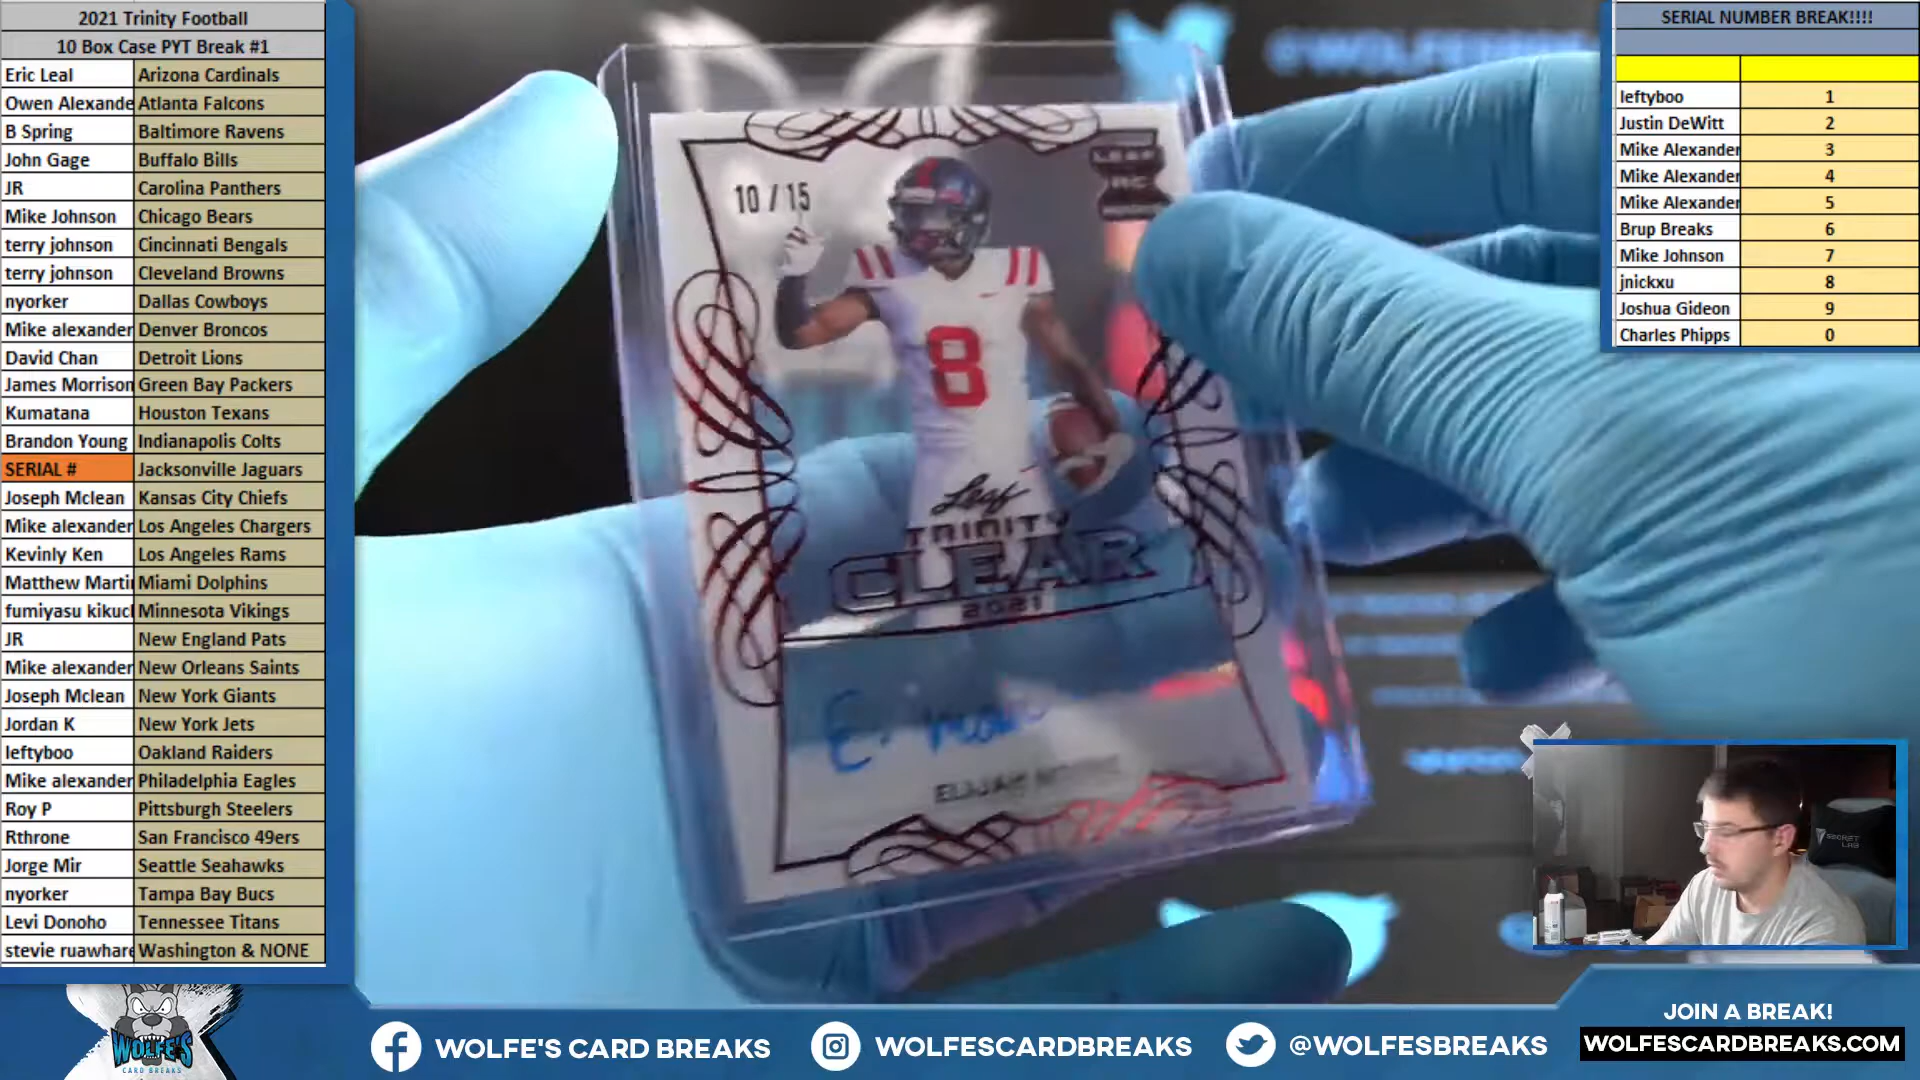 2021 Trinity Football
10 Box Case PYT Break #1
Eric Leal Arizona Cardinals
Owen Alexande Atlanta Falcons
B Spring Baltimore Ravens
John Gage Buffalo Bills
JR Carolina Panthers
Mike Johnson Chicago Bears
terry johnson Cincinnati Bengals
terry johnson Cleveland Browns
nyorker Dallas Cowboys
Mike alexander Denver Broncos
David Chan Detroit Lions
James Morrison Green Bay Packers
Kumatana Houston Texans
Brandon Young Indianapolis Colts
SERIAL # Jacksonville Jaguars
Joseph Mclean Kansas City Chiefs
Mike alexander Los Angeles Chargers
Kevinly Ken Los Angeles Rams
Matthew Marti Miami Dolphins
fumiyasu kikuc Minnesota Vikings
JR New England Pats
Mike alexander New Orleans Saints
Joseph Mclean New York Giants
Jordan K New York Jets
leftyboo Oakland Raiders
Mike alexander Philadelphia Eagles
Roy P Pittsburgh Steelers
Rthrone San Francisco 49ers
Jorge Mir Seattle Seahawks
nyorker Tampa Bay Bucs
Levi Donoho Tennessee Titans
stevie ruawhare Washington & NONE
10 / 15
LEAF
RC
8
Leaf
TRINITY
CLEAR
2021
E. Moo
ELIJAH
SERIAL NUMBER BREAK!!!!
leftyboo 1
Justin DeWitt 2
Mike Alexander 3
Mike Alexander 4
Mike Alexander 5
Brup Breaks 6
Mike Johnson 7
jnickxu 8
Joshua Gideon 9
Charles Phipps 0
SECRET
LAB
WOLFE'S
CARD BREAKS
WOLFE'S CARD BREAKS
WOLFESCARDBREAKS
@WOLFESBREAKS
JOIN A BREAK!
WOLFESCARDBREAKS.COM